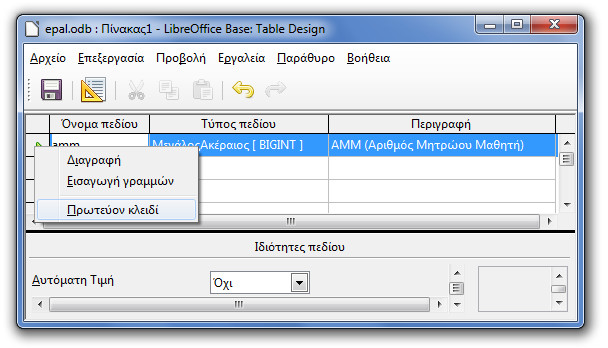 epal.odb : Πίνακας1 - LibreOffice Base: Table Design
Αρχείο Επεξεργασία Προβολή Εργαλεία Παράθυρο Βοήθεια
Όνομα πεδίου Τύπος πεδίου Περιγραφή
amm ΜεγάλοςΑκέραιος [ BIGINT ] ΑΜΜ (Αριθμός Μητρώου Μαθητή)
Διαγραφή
Εισαγωγή γραμμών
Πρωτεύον κλειδί
Ιδιότητες πεδίου
Αυτόματη Τιμή Όχι